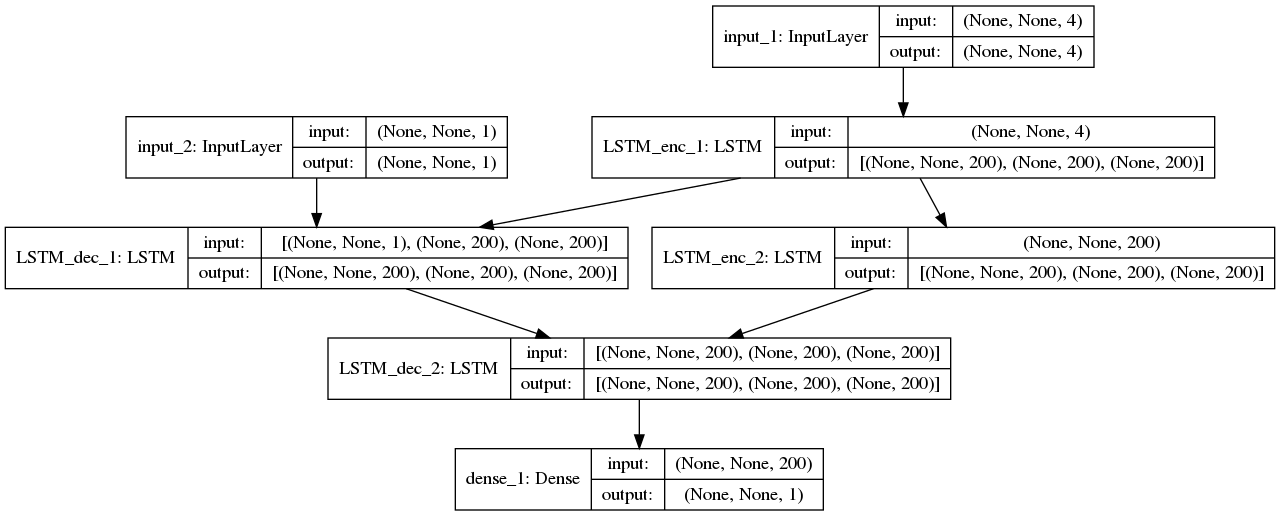 input_1: InputLayer
input: (None, None, 4)
output: (None, None, 4)
input_2: InputLayer
input: (None, None, 1)
output: (None, None, 1)
LSTM_enc_1: LSTM
input: (None, None, 4)
output: [(None, None, 200), (None, 200), (None, 200)]
LSTM_dec_1: LSTM
input: [(None, None, 1), (None, 200), (None, 200)]
output: [(None, None, 200), (None, 200), (None, 200)]
LSTM_enc_2: LSTM
input: (None, None, 200)
output: [(None, None, 200), (None, 200), (None, 200)]
LSTM_dec_2: LSTM
input: [(None, None, 200), (None, 200), (None, 200)]
output: [(None, None, 200), (None, 200), (None, 200)]
dense_1: Dense
input: (None, None, 200)
output: (None, None, 1)